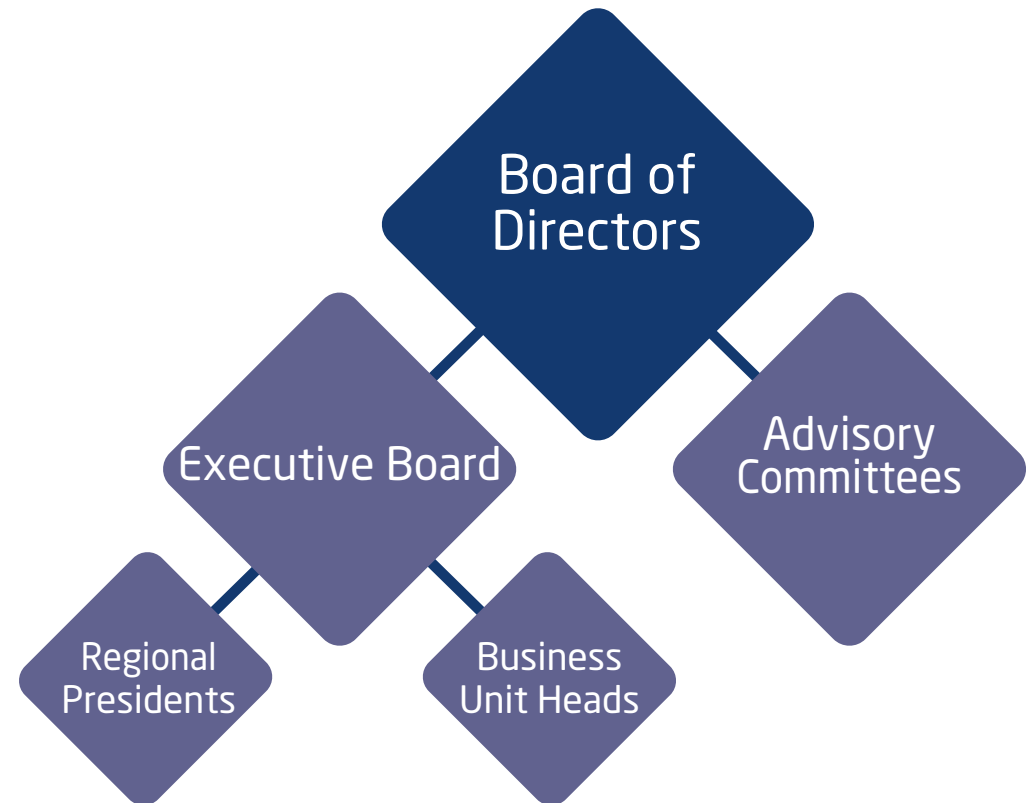 Board of
Directors
Executive Board
Advisory
Committees
Regional
Presidents
Business
Unit Heads